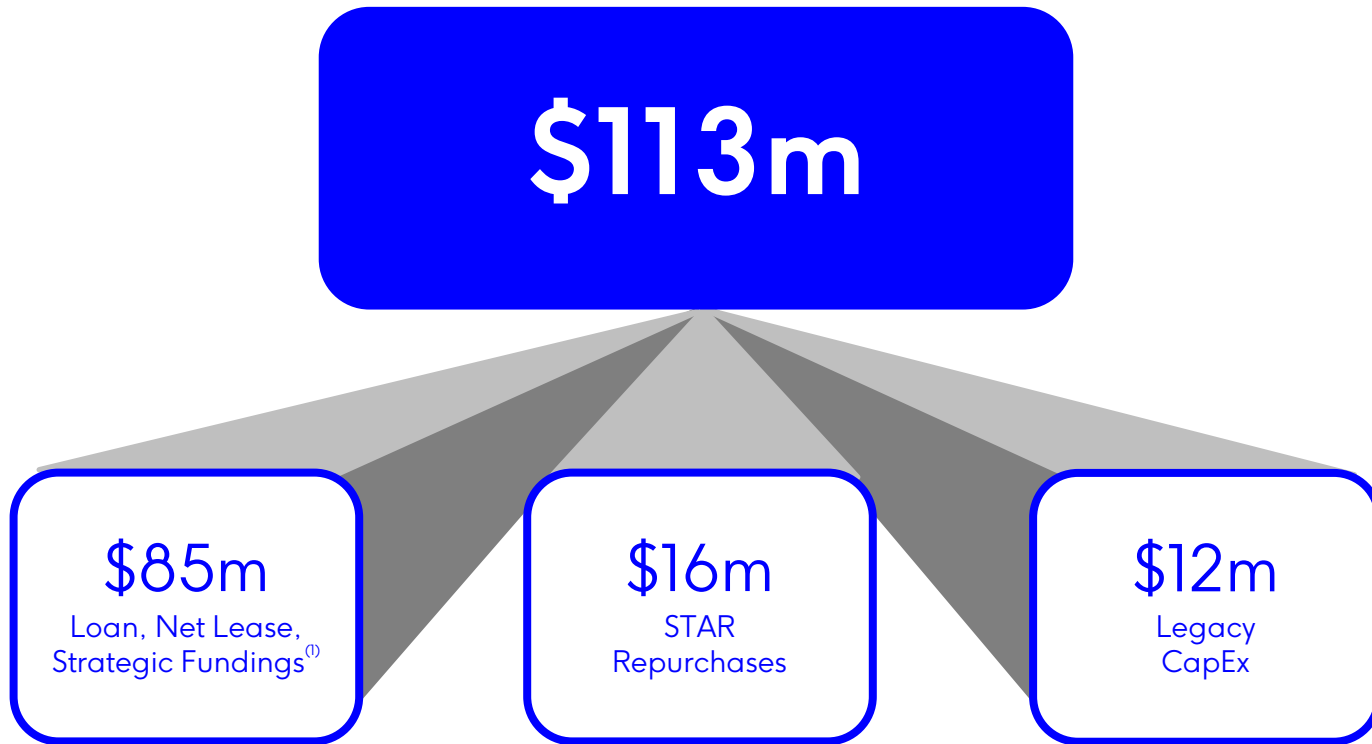 $113m
$85m
Loan, Net Lease,
Strategic Fundings(1)
$16m
STAR
Repurchases
$12m
Legacy
CapEx